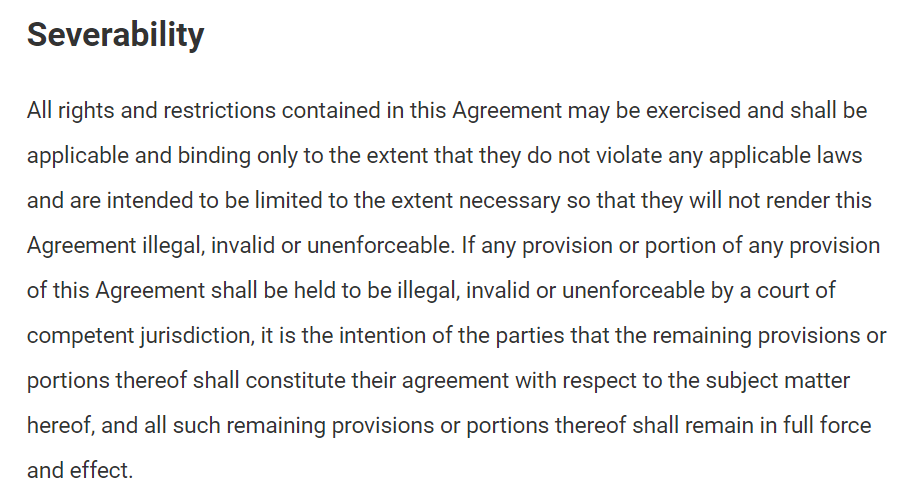 Severability
All rights and restrictions contained in this Agreement may be exercised and shall be
applicable and binding only to the extent that they do not violate any applicable laws
and are intended to be limited to the extent necessary so that they will not render this
Agreement illegal, invalid or unenforceable. If any provision or portion of any provision
of this Agreement shall be held to be illegal, invalid or unenforceable by a court of
competent jurisdiction, it is the intention of the parties that the remaining provisions or
portions thereof shall constitute their agreement with respect to the subject matter
hereof, and all such remaining provisions or portions thereof shall remain in full force
and effect.